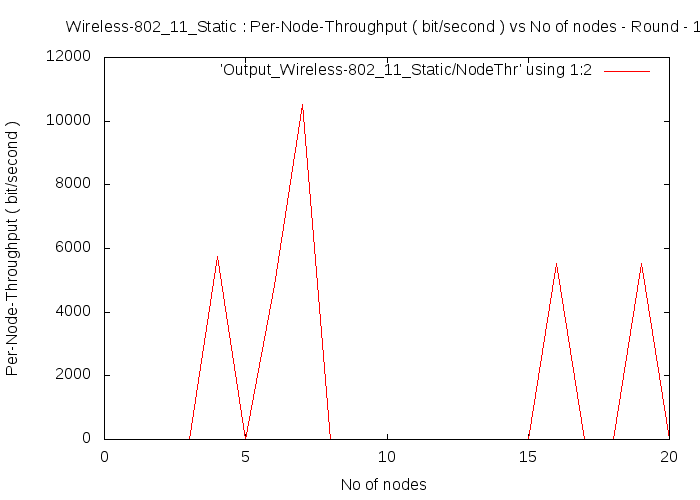 Wireless-802_11_Static : Per-Node-Throughput ( bit/second ) vs No of nodes - Round - 1
'Output_Wireless-802_11_Static/NodeThr' using 1:2
Per-Node-Throughput ( bit/second )
12000
10000
8000
6000
4000
2000
0
0 5 10 15 20
No of nodes